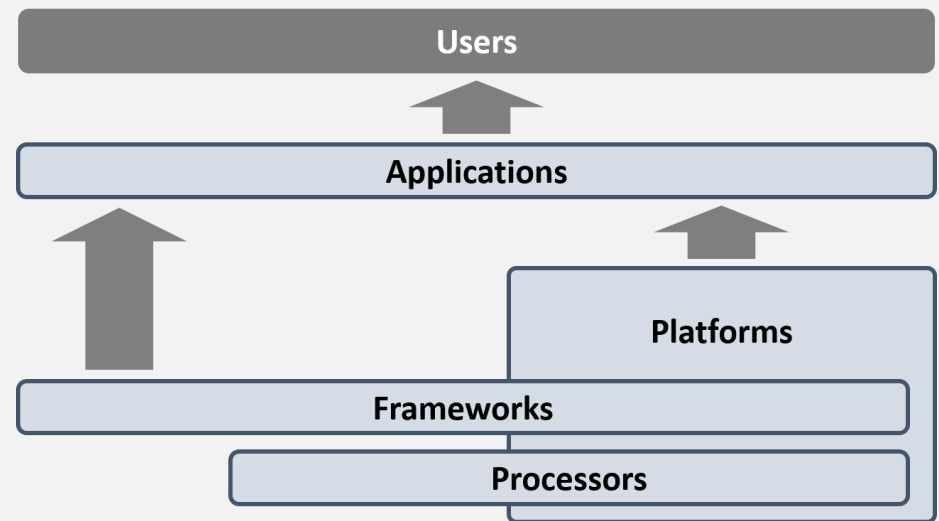 Users
Applications
Platforms
Frameworks
Processors